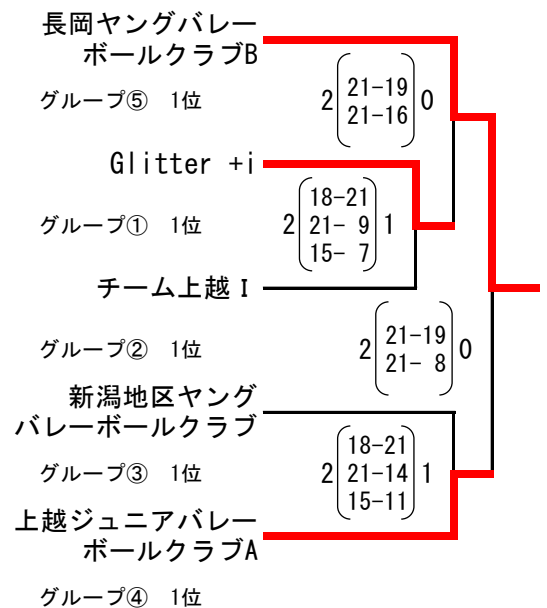 長岡ヤングバレー
ボールクラブB
グループ⑤ 1位
2 21-19 0
21-16
Glitter +i
グループ① 1位
18-21
2 21- 9 1
15- 7
チーム上越I
グループ② 1位
2 21-19 0
21- 8
新潟地区ヤング
バレーボールクラブ
グループ③ 1位
18-21
2 21-14 1
15-11
上越ジュニアバレー
ボールクラブA
グループ④ 1位